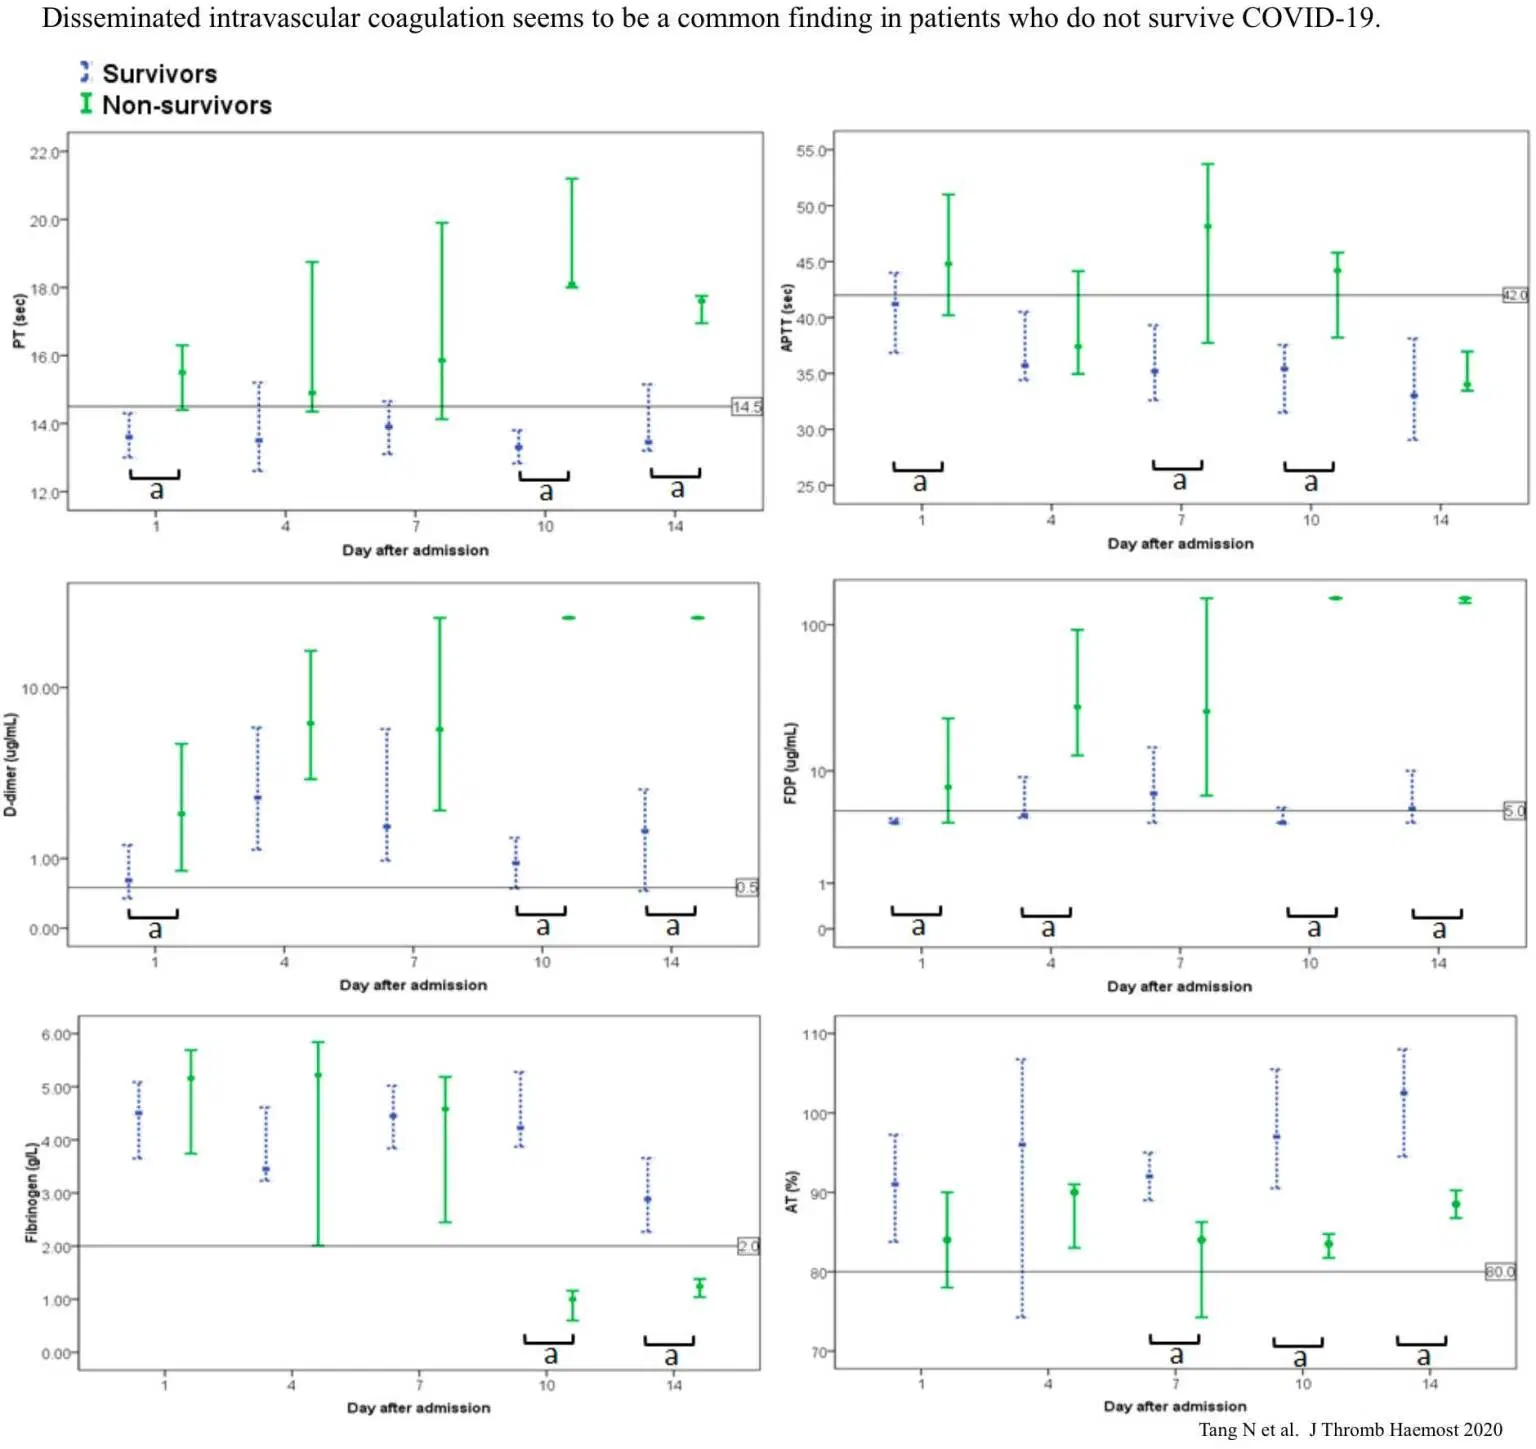 Disseminated intravascular coagulation seems to be a common finding in patients who do not survive COVID-19.
Survivors
Non-survivors
PT (sec)
22.0
20.0
18.0
16.0
14.0
12.0
14.5
a
a
a
1 4 7 10 14
Day after admission
APTT (sec)
55.0
50.0
45.0
40.0
35.0
30.0
25.0
42.0
a
a
a
1 4 7 10 14
Day after admission
D-dimer (ug/mL)
10.00
1.00
0.00
0.5
a
a
a
1 4 7 10 14
Day after admission
FDP (ug/mL)
100
10
1
0
5.0
a
a
a
a
1 4 7 10 14
Day after admission
Fibrinogen (g/L)
6.00
5.00
4.00
3.00
2.00
1.00
0.00
2.0
a
a
1 4 7 10 14
Day after admission
AT (%)
110
100
90
80
70
80.0
a
a
a
1 4 7 10 14
Day after admission
Tang N et al. J Thromb Haemost 2020